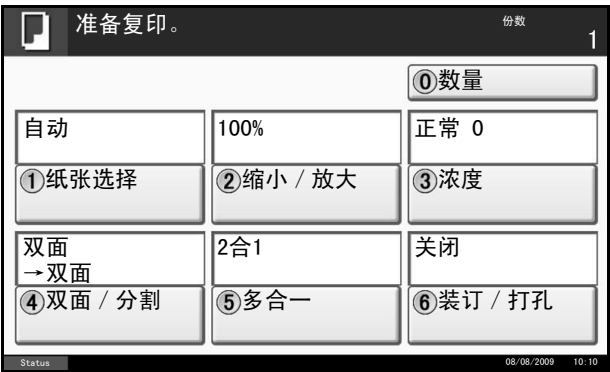 准备复印。
份数
1
⓪数量
自动
100%
正常 0
①纸张选择
②缩小 / 放大
③浓度
双面
→双面
2合1
关闭
④双面 / 分割
⑤多合一
⑥装订 / 打孔
Status
08/08/2009 10:10